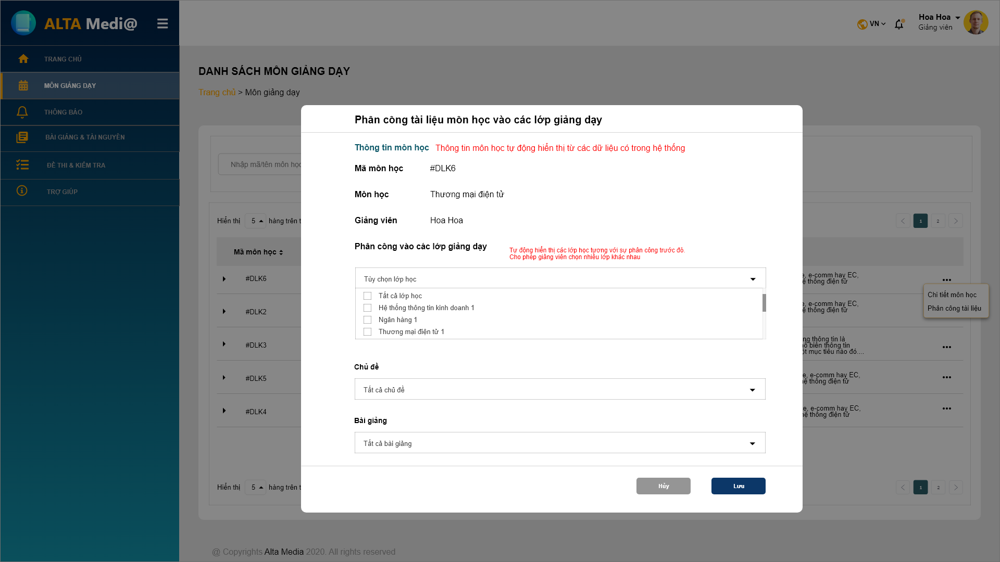 ALTA Medi@
VN
Hoa Hoa
Giảng viên
TRANG CHỦ
MÔN GIẢNG DẠY
THÔNG BÁO
BÀI GIẢNG & TÀI NGUYÊN
ĐỀ THI & KIỂM TRA
TRỢ GIÚP
DANH SÁCH MÔN GIẢNG DẠY
Trang chủ > Môn giảng dạy
Nhập mã/tên môn học
Hiển thị 5 hàng trên t
1 2
Mã môn học
#DLK6
#DLK2
#DLK3
#DLK5
#DLK4
Phân công tài liệu môn học vào các lớp giảng dạy
Thông tin môn học Thông tin môn học tự động hiển thị từ các dữ liệu có trong hệ thống
Mã môn học #DLK6
Môn học Thương mại điện tử
Giảng viên Hoa Hoa
Phân công vào các lớp giảng dạy
Tự động hiển thị các lớp học tương với sự phân công trước đó.
Cho phép giảng viên chọn nhiều lớp khác nhau
Tùy chọn lớp học
Tất cả lớp học
Hệ thống thông tin kinh doanh 1
Ngân hàng 1
Thương mại điện tử 1
Chủ đề
Tất cả chủ đề
Bài giảng
Tất cả bài giảng
Hủy Lưu
e, e-comm hay EC,
ệ thống điện tử
e, e-comm hay EC,
ệ thống điện tử
ng thông tin là
hổ biến thông tin
ột mục tiêu nào đó....
e, e-comm hay EC,
ệ thống điện tử
e, e-comm hay EC,
ệ thống điện tử
Chi tiết môn học
Phân công tài liệu
Hiển thị 5 hàng trên t
1 2
@ Copyrights Alta Media 2020. All rights reserved